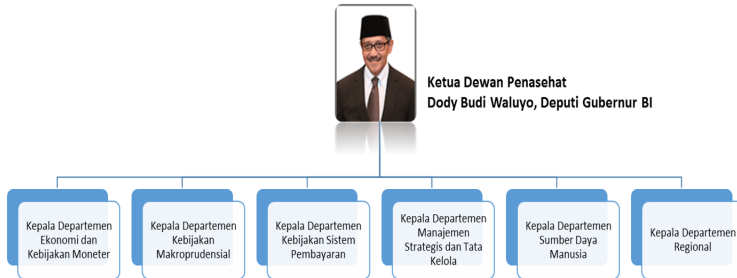 Ketua Dewan Penasehat
Dody Budi Waluyo, Deputi Gubernur BI
Kepala Departemen
Ekonomi dan
Kebijakan Moneter
Kepala Departemen
Kebijakan
Makroprudensial
Kepala Departemen
Kebijakan Sistem
Pembayaran
Kepala Departemen
Manajemen
Strategis dan Tata
Kelola
Kepala Departemen
Sumber Daya
Manusia
Kepala Departemen
Regional